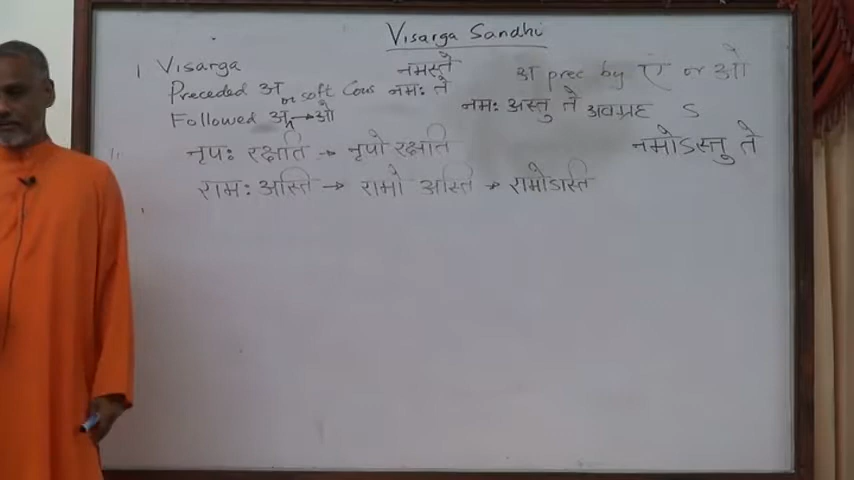 Visarga Sandhi
1 Visarga नमस्ते
Preceded अ or soft Cons नमः ते अ prec by ए or ओ
Followed अ → ओ नमः अस्तु ते अवग्रह ऽ
नृपः रक्षति → नृपो रक्षति नमोऽस्तु ते
रामः अस्ति → रामो अस्ति → रामोऽस्ति